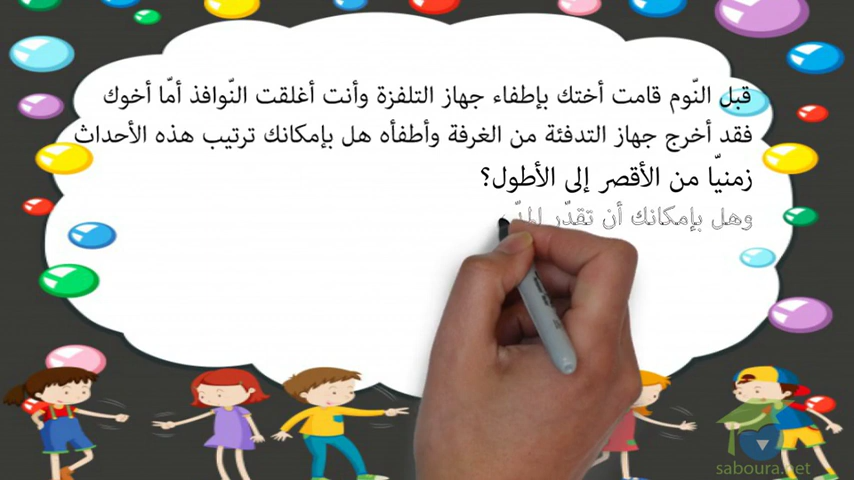 قبل النّوم قامت أختك بإطفاء جهاز التلفزة وأنت أغلقت النّوافذ أمّا أخوك
فقد أخرج جهاز التدفئة من الغرفة وأطفأه هل بإمكانك ترتيب هذه الأحداث
زمنيّا من الأقصر إلى الأطول؟
وهل بإمكانك أن تقدّر
saboura.net